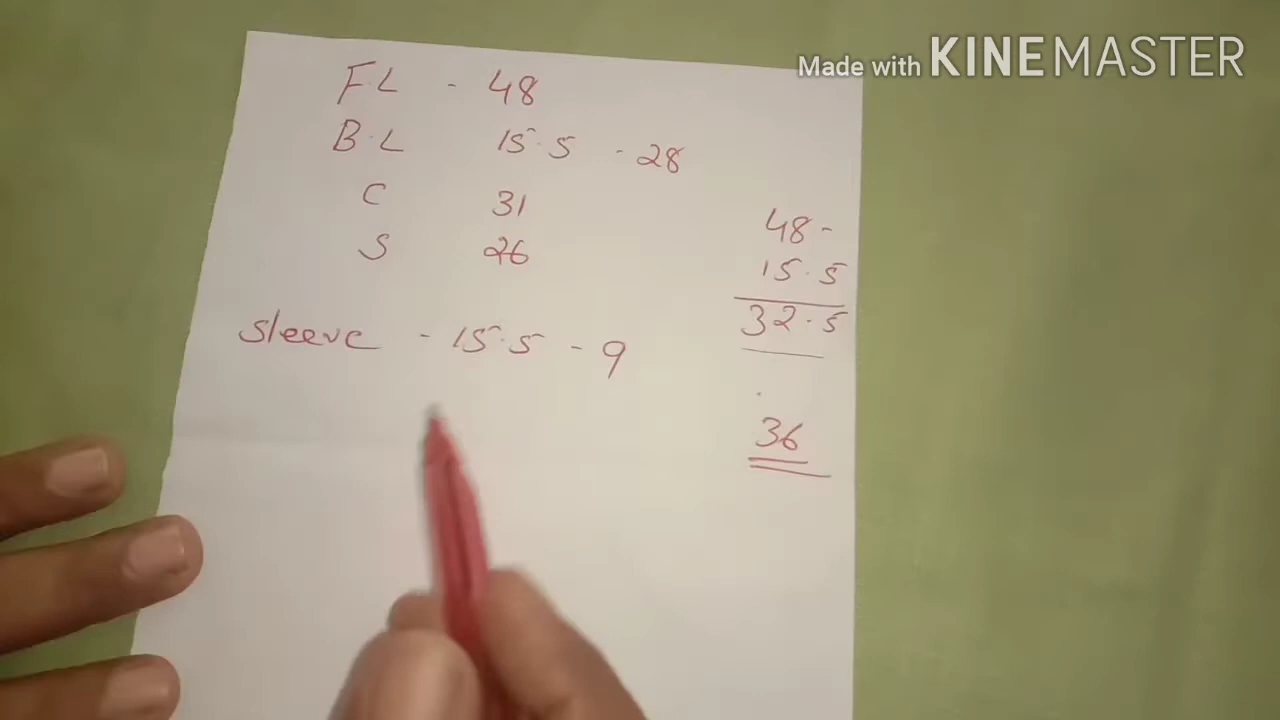 Made with KINEMASTER
F.L - 48
B.L 15.5 - 28
C 31
S 26
Sleeve - 15.5 - 9
48 -
15.5
32.5
36